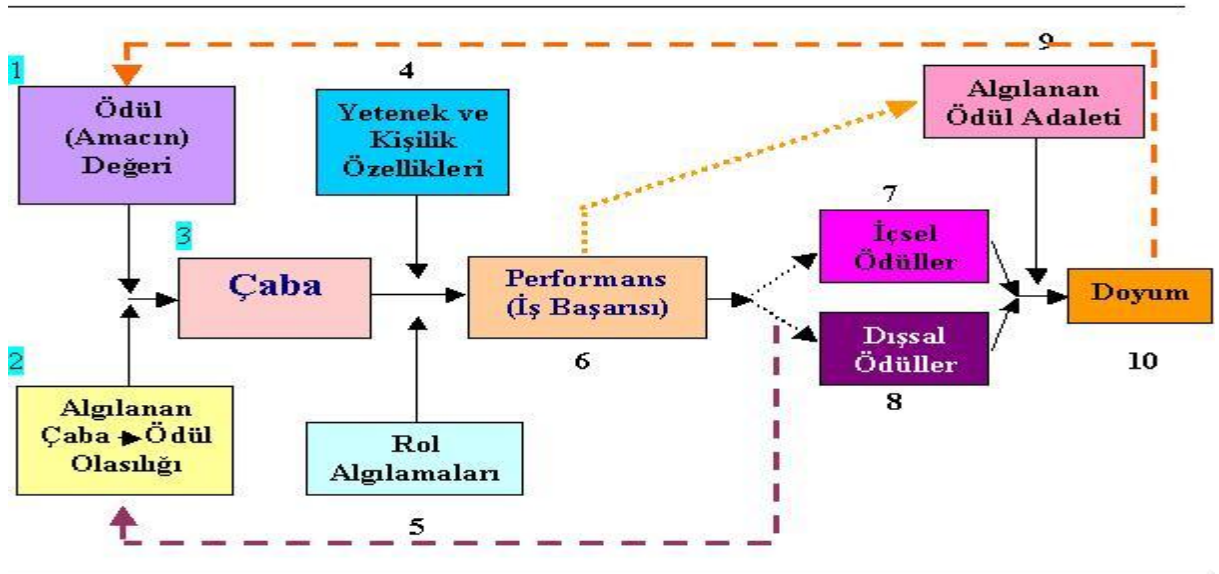 1
Ödül
(Amacın)
Değeri
2
Algılanan
Çaba Ödül
Olasılığı
3
Çaba
4
Yetenek ve
Kişilik
Özellikleri
Rol
Algılamaları
5
Performans
(İş Başarısı)
6
7
İçsel
Ödüller
Dışsal
Ödüller
8
9
Algılanan
Ödül Adaleti
Doyum
10